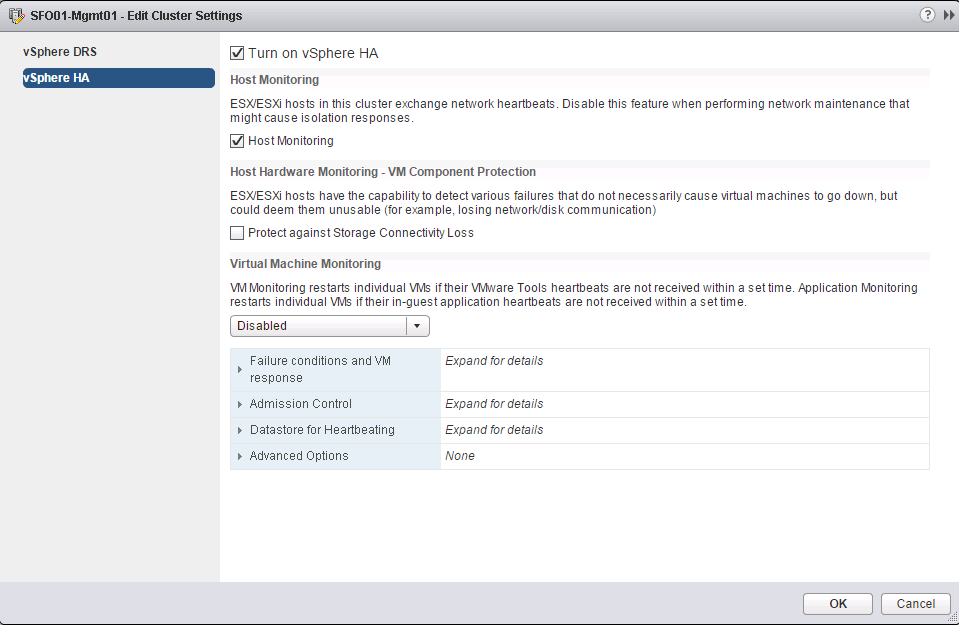 SFO01-Mgmt01 - Edit Cluster Settings
?
vSphere DRS
vSphere HA
Turn on vSphere HA
Host Monitoring
ESX/ESXi hosts in this cluster exchange network heartbeats. Disable this feature when performing network maintenance that
might cause isolation responses.
Host Monitoring
Host Hardware Monitoring - VM Component Protection
ESX/ESXi hosts have the capability to detect various failures that do not necessarily cause virtual machines to go down, but
could deem them unusable (for example, losing network/disk communication)
Protect against Storage Connectivity Loss
Virtual Machine Monitoring
VM Monitoring restarts individual VMs if their VMware Tools heartbeats are not received within a set time. Application Monitoring
restarts individual VMs if their in-guest application heartbeats are not received within a set time.
Disabled
Failure conditions and VM
response
Expand for details
Admission Control
Expand for details
Datastore for Heartbeating
Expand for details
Advanced Options
None
OK
Cancel